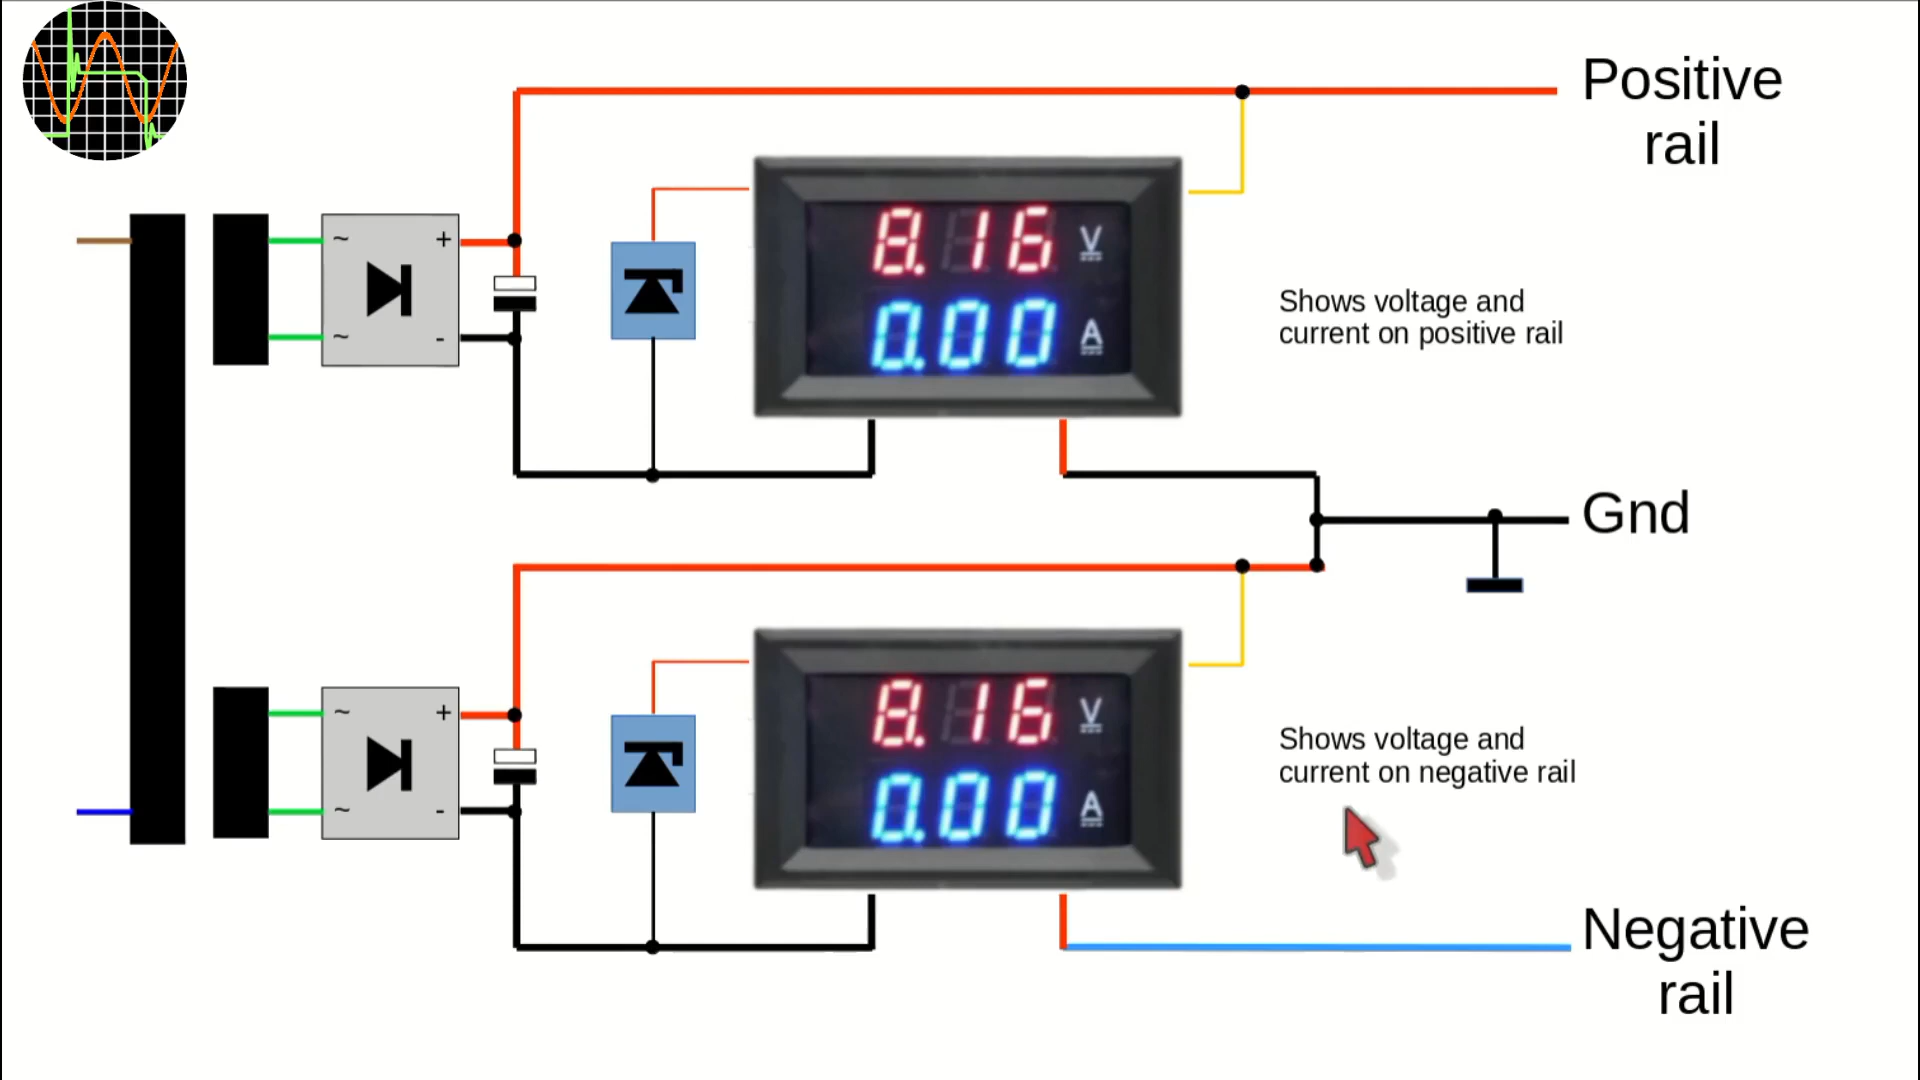 Positive
rail
~ +
8.16 V
0.00 A
Shows voltage and
current on positive rail
~ -
Gnd
~ +
8.16 V
0.00 A
Shows voltage and
current on negative rail
~ -
Negative
rail